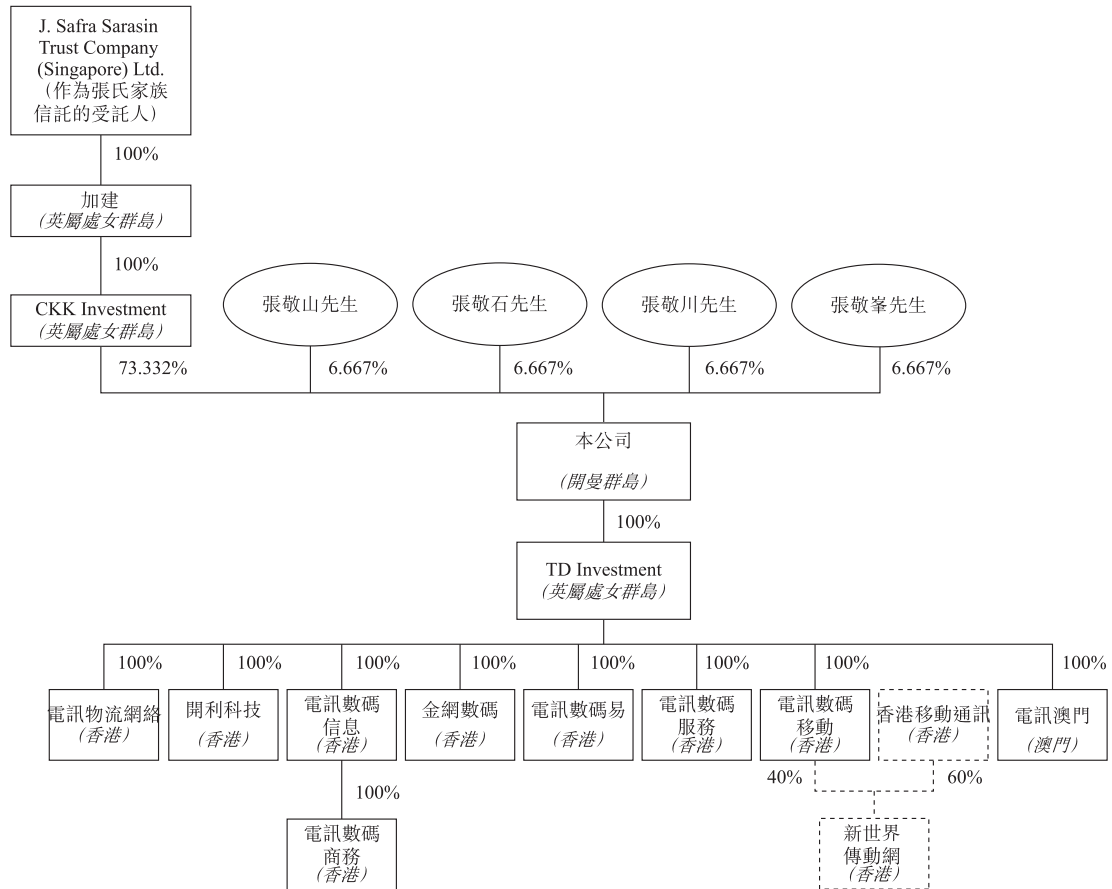 J. Safra Sarasin
Trust Company
(Singapore) Ltd.
（作為張氏家族
信託的受託人）
100%
加建
（英屬處女群島）
100%
CKK Investment
（英屬處女群島）
張敬山先生
張敬石先生
張敬川先生
張敬峯先生
73.332%
6.667%
6.667%
6.667%
6.667%
本公司
（開曼群島）
100%
TD Investment
（英屬處女群島）
100%
100%
100%
100%
100%
100%
100%
100%
電訊物流網絡
（香港）
開利科技
（香港）
電訊數碼
信息
（香港）
金網數碼
（香港）
電訊數碼易
（香港）
電訊數碼
服務
（香港）
電訊數碼
移動
（香港）
香港移動通訊
（香港）
電訊澳門
（澳門）
100%
40%
60%
電訊數碼
商務
（香港）
新世界
傳動網
（香港）